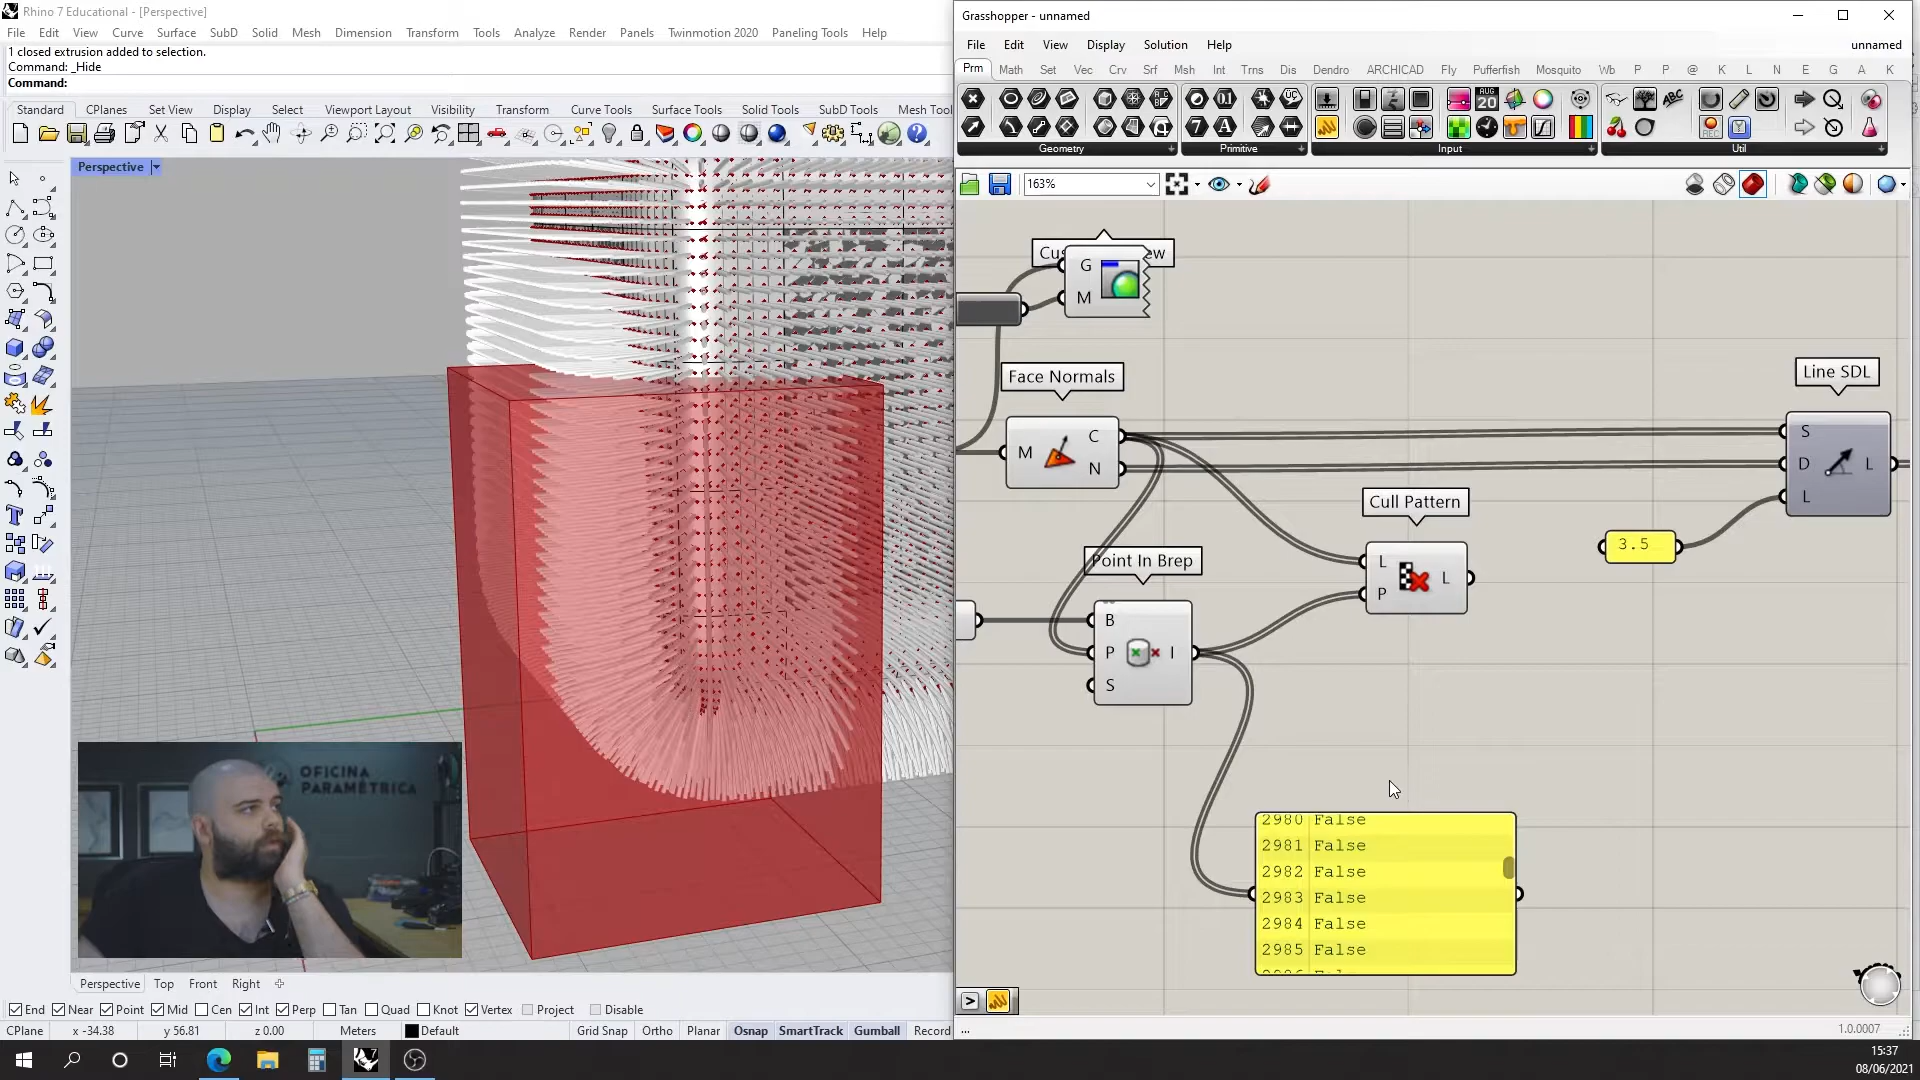 Rhino 7 Educational - [Perspective]
File Edit View Curve Surface SubD Solid Mesh Dimension Transform Tools Analyze Render Panels Twinmotion 2020 Paneling Tools Help
1 closed extrusion added to selection.
Command: _Hide
Command:
Standard CPlanes Set View Display Select Viewport Layout Visibility Transform Curve Tools Surface Tools Solid Tools SubD Tools Mesh Tool
Perspective
OFICINA
PARAMÉTRICA
Perspective Top Front Right
End Near Point Mid Cen Int Perp Tan Quad Knot Vertex Project Disable
CPlane x -34.38 y 56.81 z 0.00 Meters Default Grid Snap Ortho Planar Osnap SmartTrack Gumball Record
Grasshopper - unnamed
File Edit View Display Solution Help unnamed
Prm Math Set Vec Crv Srf Msh Int Trns Dis Dendro ARCHICAD Fly Pufferfish Mosquito Wb P P @ K L N E G A K
Geometry Primitive Input Util
163%
G
M
Face Normals
M C
N
Line SDL
S
D L
L
Cull Pattern
L
P L
3.5
Point In Brep
B
P I
S
2980 False
2981 False
2982 False
2983 False
2984 False
2985 False
...
1.0.0007
15:37
08/06/2021